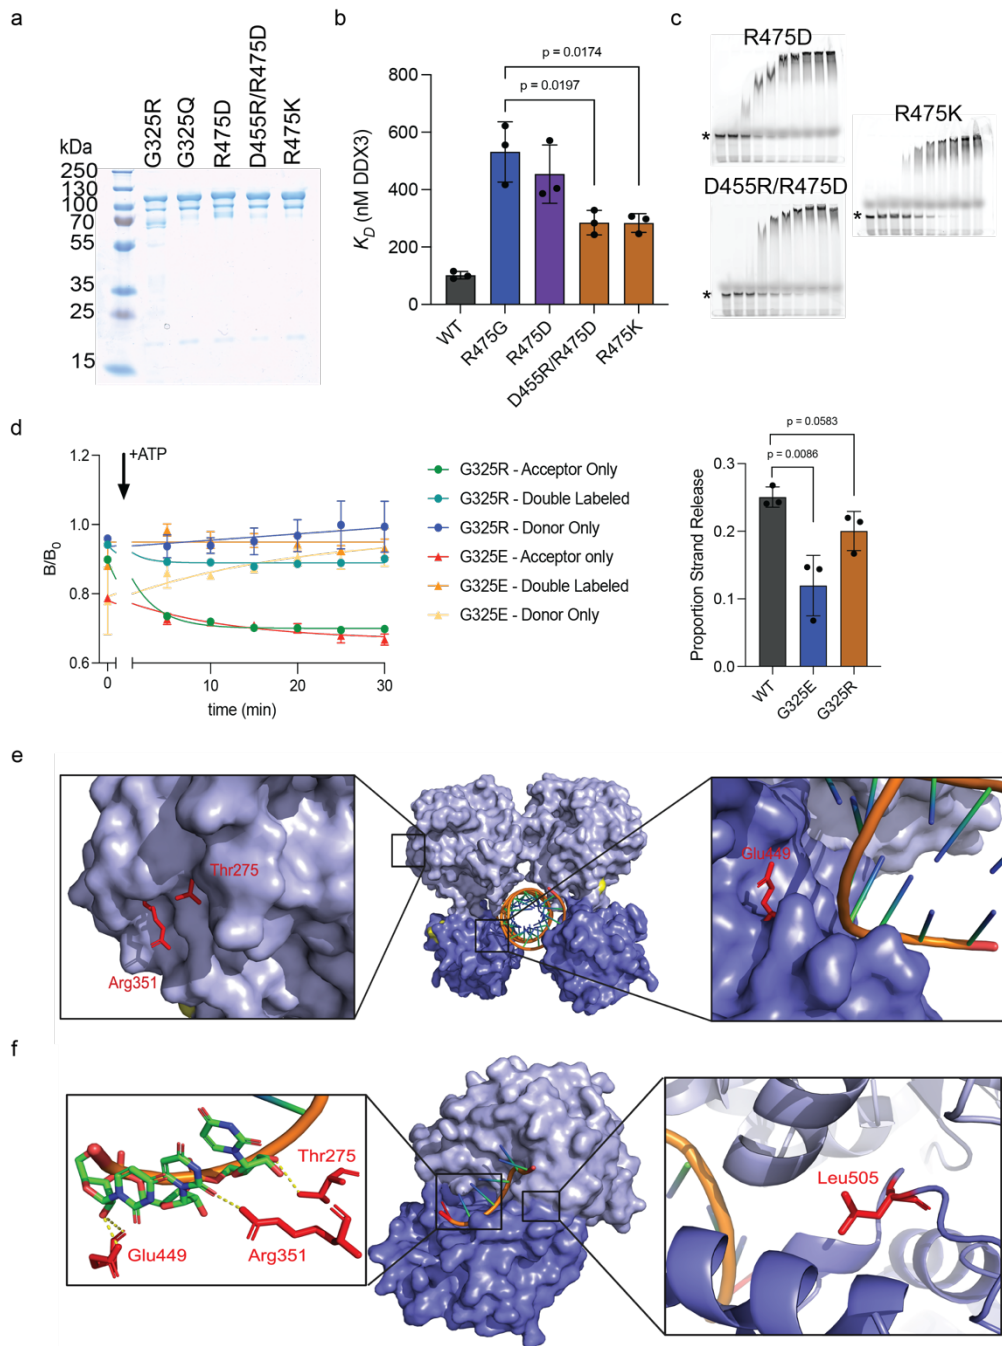 a
kDa
250
130
100
70
55
35
25
15
G325R
G325Q
R475D
D455R/R475D
R475K
b
p = 0.0174
p = 0.0197
800
600
400
200
0
K_D (nM DDX3)
WT
R475G
R475D
D455R/R475D
R475K
c
R475D
*
R475K
*
D455R/R475D
*
d
+ATP
1.2
1.0
0.8
0.6
B/B₀
0
10
20
30
time (min)
G325R - Acceptor Only
G325R - Double Labeled
G325R - Donor Only
G325E - Acceptor only
G325E - Double Labeled
G325E - Donor Only
p = 0.0583
p = 0.0086
0.3
0.2
0.1
0.0
Proportion Strand Release
WT
G325E
G325R
e
Thr275
Arg351
Glu449
f
Thr275
Glu449
Arg351
Leu505